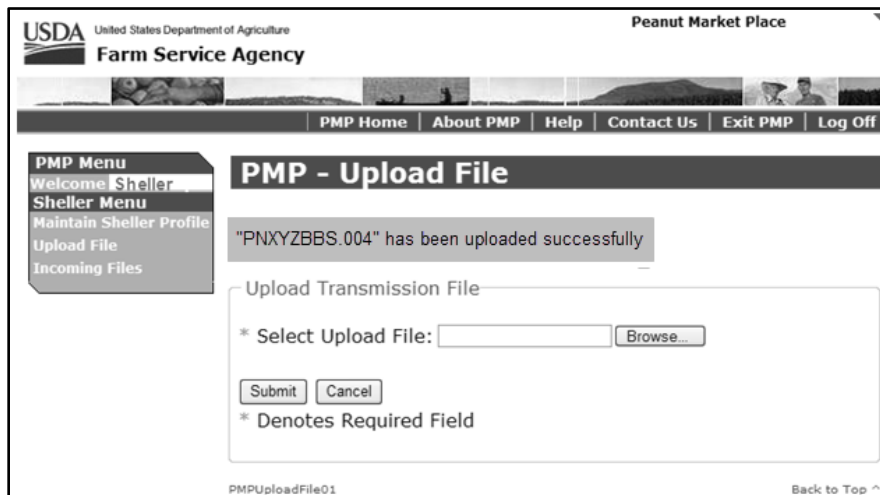 USDA United States Department of Agriculture
Farm Service Agency
Peanut Market Place
PMP Home | About PMP | Help | Contact Us | Exit PMP | Log Off
PMP Menu
Welcome Sheller
Sheller Menu
Maintain Sheller Profile
Upload File
Incoming Files
PMP - Upload File
"PNXYZBBS.004" has been uploaded successfully
Upload Transmission File
* Select Upload File: Browse...
Submit Cancel
* Denotes Required Field
PMPUploadFile01 Back to Top ^